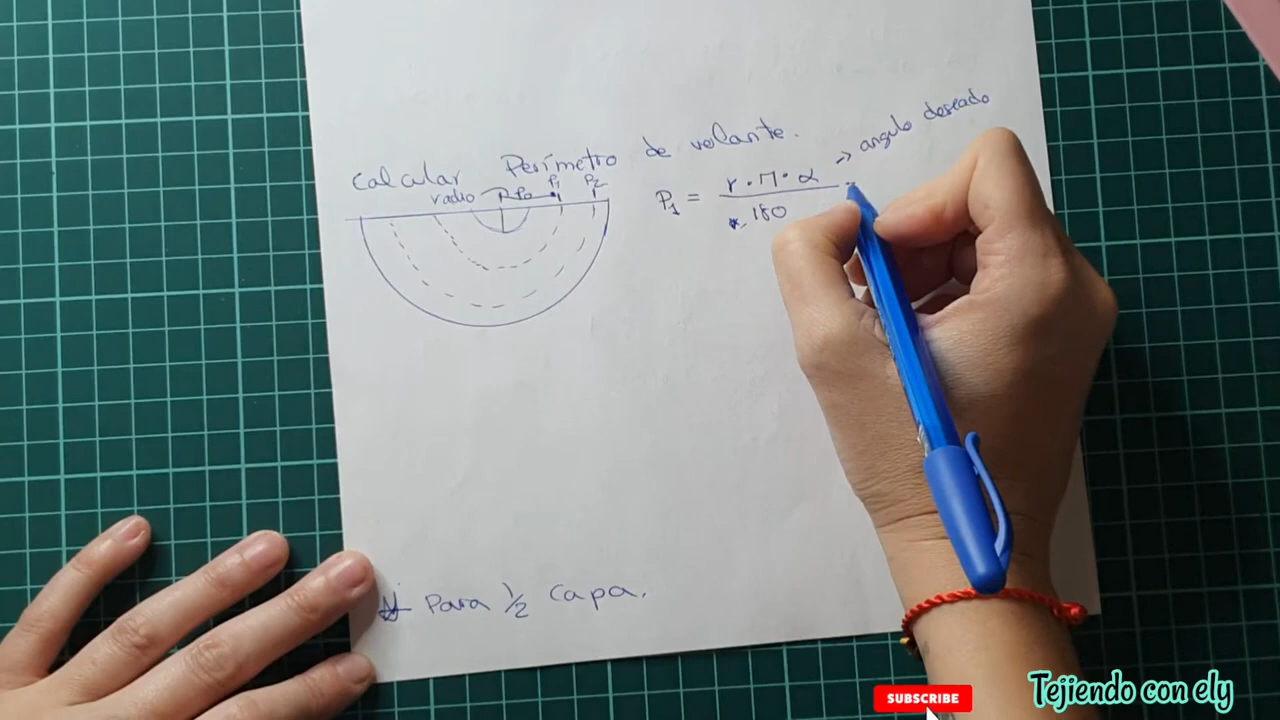 Calcular Perímetro de volante.
radio RP0 P1 P2
P1 = r·π·α → angulo deseado
180
Para 1/2 Capa.
SUBSCRIBE
Tejiendo con ely